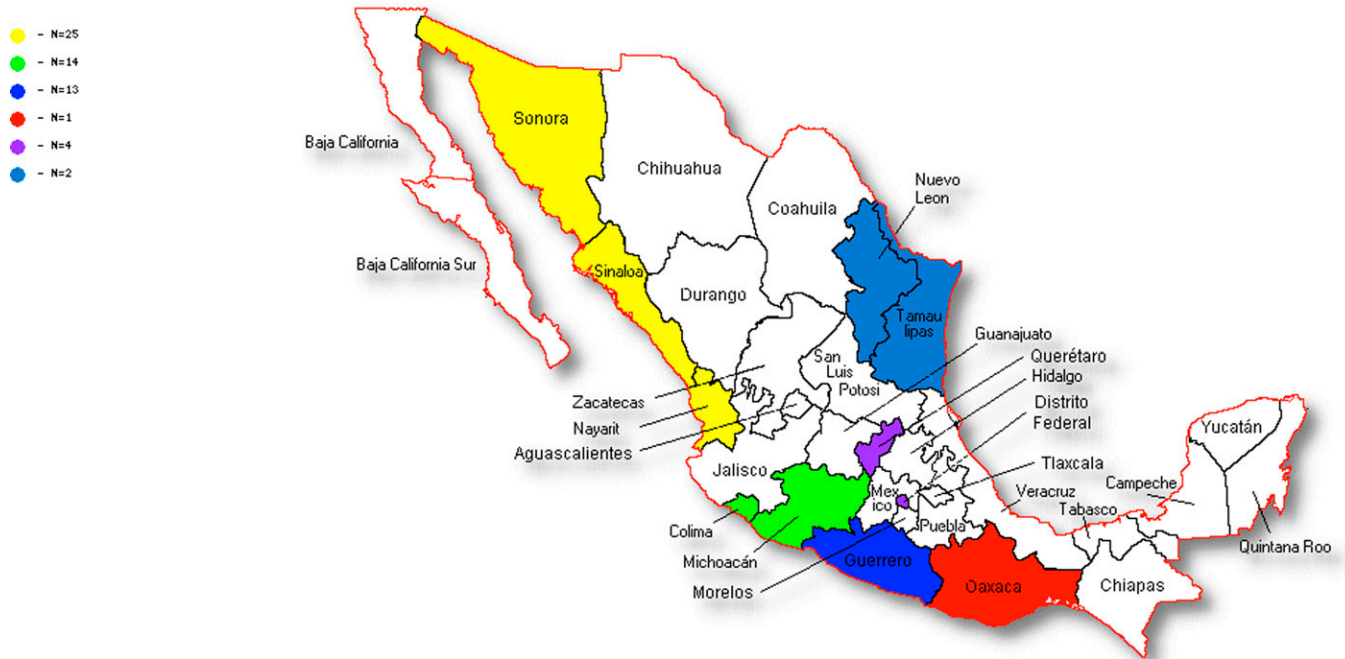 - N=25
- N=14
- N=13
- N=1
- N=4
- N=2
Sonora
Baja California
Chihuahua
Coahuila
Nuevo
Leon
Baja California Sur
Sinaloa
Durango
Tamau
lipas
Guanajuato
Querétaro
San
Luis
Potosi
Hidalgo
Zacatecas
Distrito
Federal
Nayarit
Yucatán
Aguascalientes
Tlaxcala
Jalisco
Campeche
Mex
ico
Veracruz
Tabasco
Colima
Puebla
Quintana Roo
Michoacán
Guerrero
Morelos
Oaxaca
Chiapas